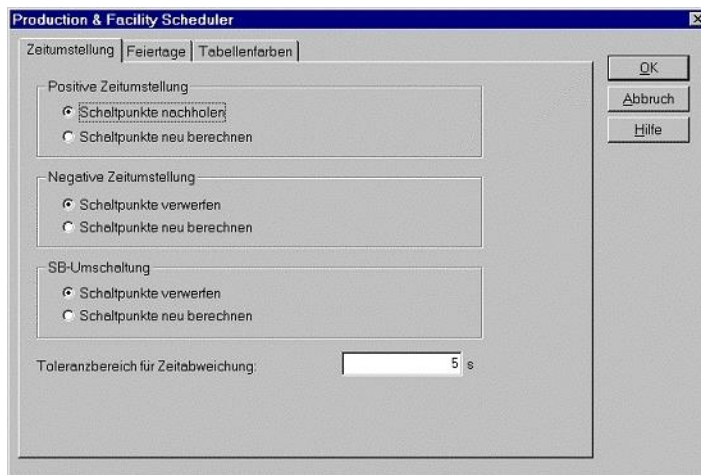 Production & Facility Scheduler
Zeitumstellung Feiertage Tabellenfarben
Positive Zeitumstellung
Schaltpunkte nachholen
Schaltpunkte neu berechnen
Negative Zeitumstellung
Schaltpunkte verwerfen
Schaltpunkte neu berechnen
SB-Umschaltung
Schaltpunkte verwerfen
Schaltpunkte neu berechnen
Toleranzbereich für Zeitabweichung: 5 s
OK
Abbruch
Hilfe